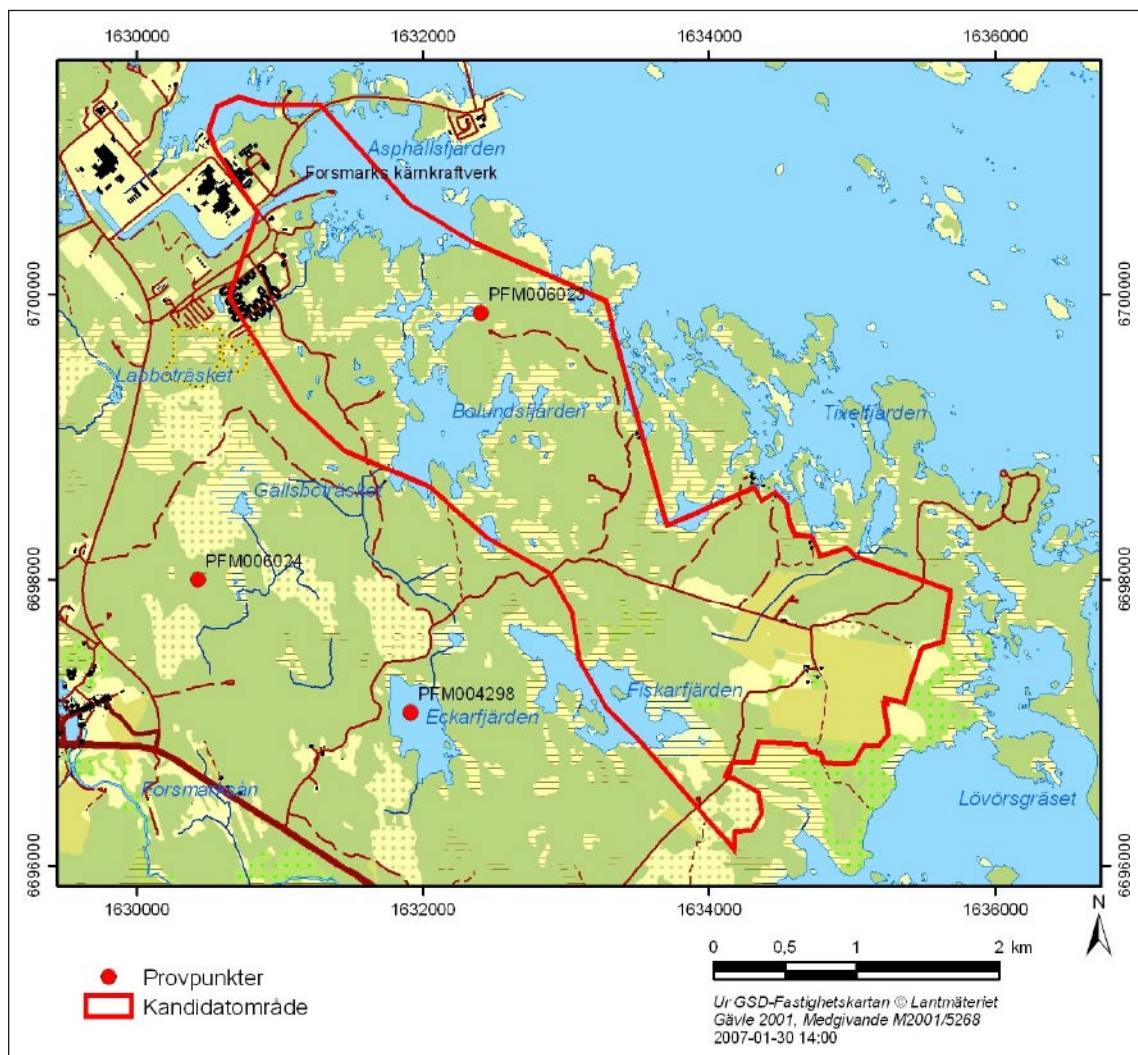 1630000
1632000
1634000
1636000
Asphällsfjärden
Forsmarks kärnkraftverk
6700000
PFM006023
6700000
Labboträsket
Bolundsfjärden
Tixelfjärden
Gällsboträsket
PFM006024
6698000
6698000
PFM004298
Eckarfjärden
Fiskarfjärden
Forsmarksån
Lövörsgräset
6696000
6696000
1630000
1632000
1634000
1636000
N
0 0,5 1 2 km
Provpunkter
Kandidatområde
Ur GSD-Fastighetskartan © Lantmäteriet
Gävle 2001, Medgivande M2001/5268
2007-01-30 14:00